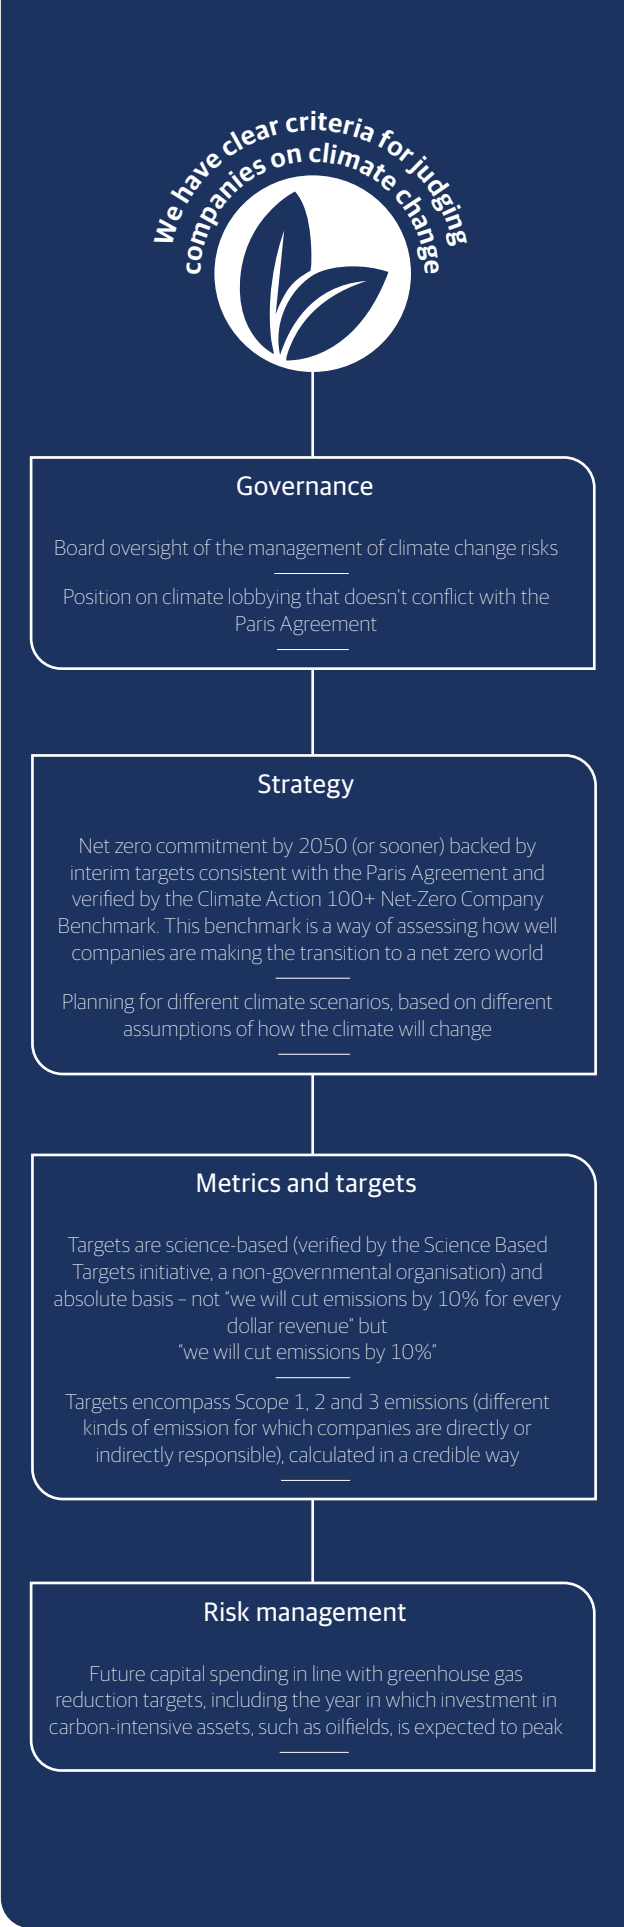 We have clear criteria for judging
companies on climate change
Governance
Board oversight of the management of climate change risks
Position on climate lobbying that doesn't conflict with the
Paris Agreement
Strategy
Net zero commitment by 2050 (or sooner) backed by
interim targets consistent with the Paris Agreement and
verified by the Climate Action 100+ Net-Zero Company
Benchmark. This benchmark is a way of assessing how well
companies are making the transition to a net zero world
Planning for different climate scenarios, based on different
assumptions of how the climate will change
Metrics and targets
Targets are science-based (verified by the Science Based
Targets initiative, a non-governmental organisation) and
absolute basis – not "we will cut emissions by 10% for every
dollar revenue" but
"we will cut emissions by 10%"
Targets encompass Scope 1, 2 and 3 emissions (different
kinds of emission for which companies are directly or
indirectly responsible), calculated in a credible way
Risk management
Future capital spending in line with greenhouse gas
reduction targets, including the year in which investment in
carbon-intensive assets, such as oilfields, is expected to peak